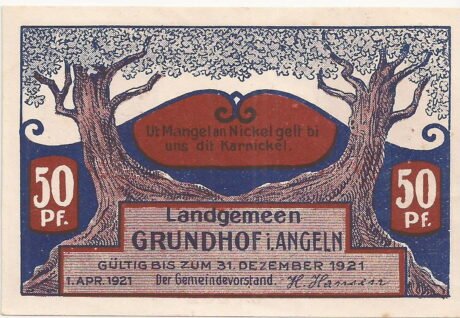 Ut Mangel an Nickel gelt bi
uns dit Karnickel.
50
Pf.
50
Pf.
Landgemeen
GRUNDHOF i. ANGELN
GÜLTIG BIS ZUM 31. DEZEMBER 1921
1. APR. 1921 Der Gemeindevorstand. H. Hansen